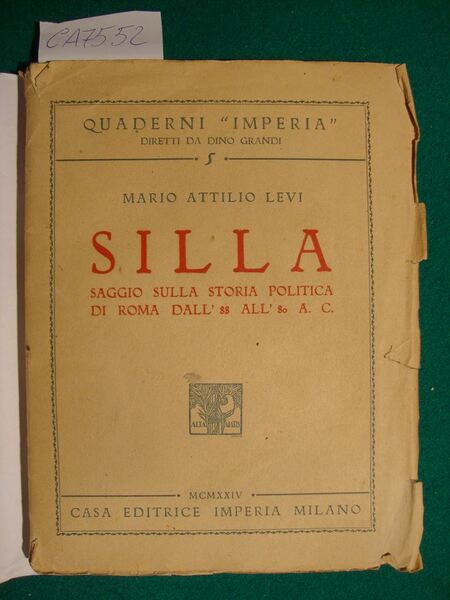 CA7552
QUADERNI "IMPERIA"
DIRETTI DA DINO GRANDI
5
MARIO ATTILIO LEVI
SILLA
SAGGIO SULLA STORIA POLITICA
DI ROMA DALL' 88 ALL' 80 A. C.
MCMXXIV
CASA EDITRICE IMPERIA MILANO